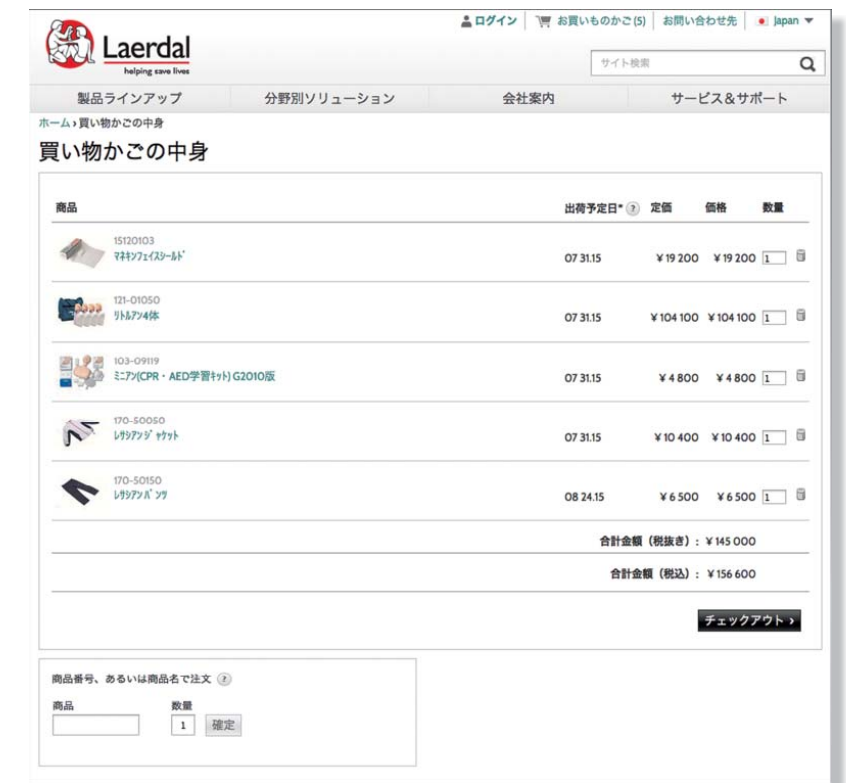 ログイン お買いものかご (5) お問い合わせ先 Japan
Laerdal
helping save lives
サイト検索
製品ラインアップ 分野別ソリューション 会社案内 サービス&サポート
ホーム › 買い物かごの中身
買い物かごの中身
商品 出荷予定日* ? 定価 価格 数量
15120103
ﾏﾈｷﾝﾌｪｲｽｼｰﾙﾄﾞ 07 31.15 ¥ 19 200 ¥ 19 200 1
121-01050
ﾘﾄﾙｱﾝ4体 07 31.15 ¥ 104 100 ¥ 104 100 1
103-09119
ﾐﾆｱﾝ(CPR・AED学習ｷｯﾄ) G2010版 07 31.15 ¥ 4 800 ¥ 4 800 1
170-50050
ﾚｻｼｱﾝｼﾞｬｹｯﾄ 07 31.15 ¥ 10 400 ¥ 10 400 1
170-50150
ﾚｻｼｱﾝﾊﾟﾝﾂ 08 24.15 ¥ 6 500 ¥ 6 500 1
合計金額（税抜き）: ¥ 145 000
合計金額（税込）: ¥ 156 600
チェックアウト ›
商品番号、あるいは商品名で注文 ?
商品 数量
1 確定